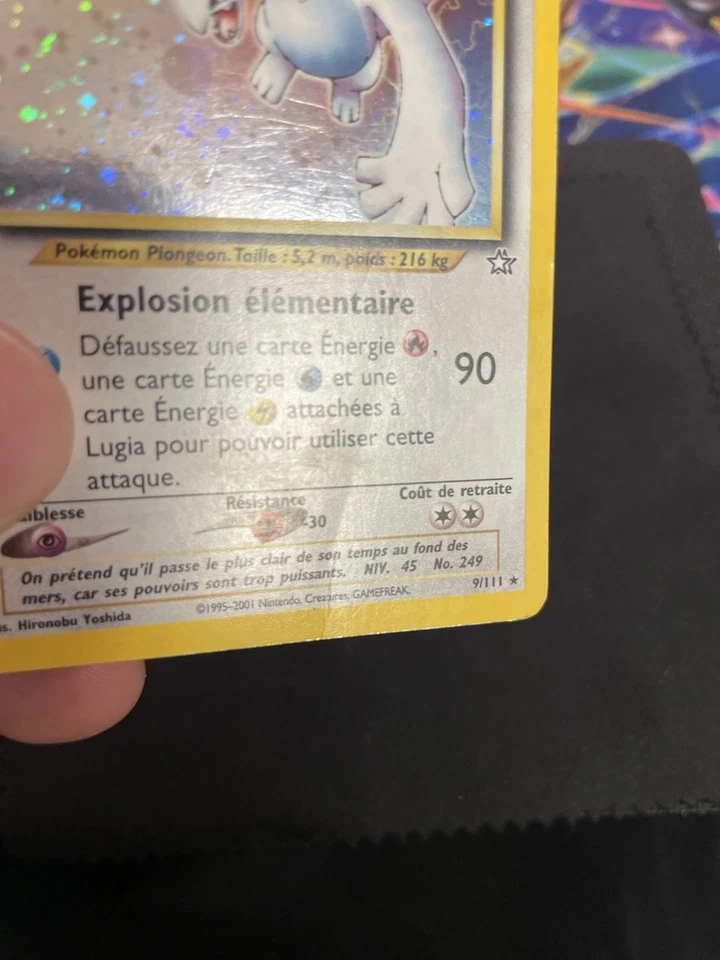 Pokémon Plongeon. Taille : 5,2 m, poids : 216 kg
Explosion élémentaire
Défaussez une carte Énergie ,
une carte Énergie et une
carte Énergie attachées à
Lugia pour pouvoir utiliser cette
attaque.
90
iblesse
Résistance
-30
Coût de retraite
On prétend qu'il passe le plus clair de son temps au fond des
mers, car ses pouvoirs sont trop puissants. NIV. 45 No. 249
us. Hironobu Yoshida
©1995-2001 Nintendo, Creatures, GAMEFREAK.
9/111 ★